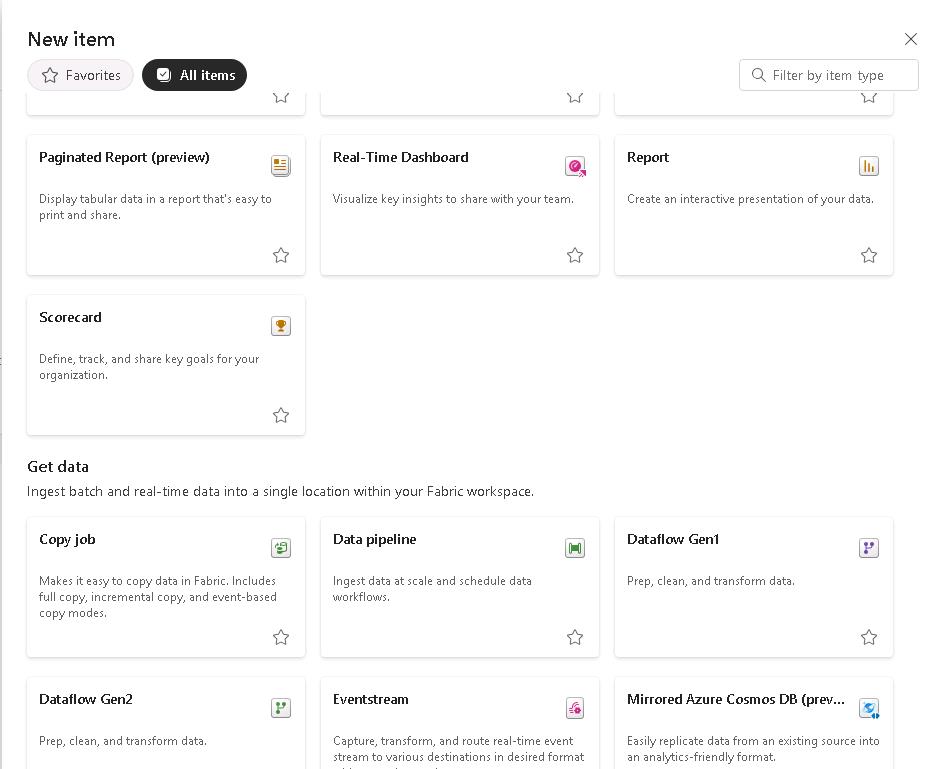 New item
Favorites
All items
Filter by item type
Paginated Report (preview)
Display tabular data in a report that's easy to
print and share.
Real-Time Dashboard
Visualize key insights to share with your team.
Report
Create an interactive presentation of your data.
Scorecard
Define, track, and share key goals for your
organization.
Get data
Ingest batch and real-time data into a single location within your Fabric workspace.
Copy job
Makes it easy to copy data in Fabric. Includes
full copy, incremental copy, and event-based
copy modes.
Data pipeline
Ingest data at scale and schedule data
workflows.
Dataflow Gen1
Prep, clean, and transform data.
Dataflow Gen2
Prep, clean, and transform data.
Eventstream
Capture, transform, and route real-time event
stream to various destinations in desired format
Mirrored Azure Cosmos DB (prev...
Easily replicate data from an existing source into
an analytics-friendly format.